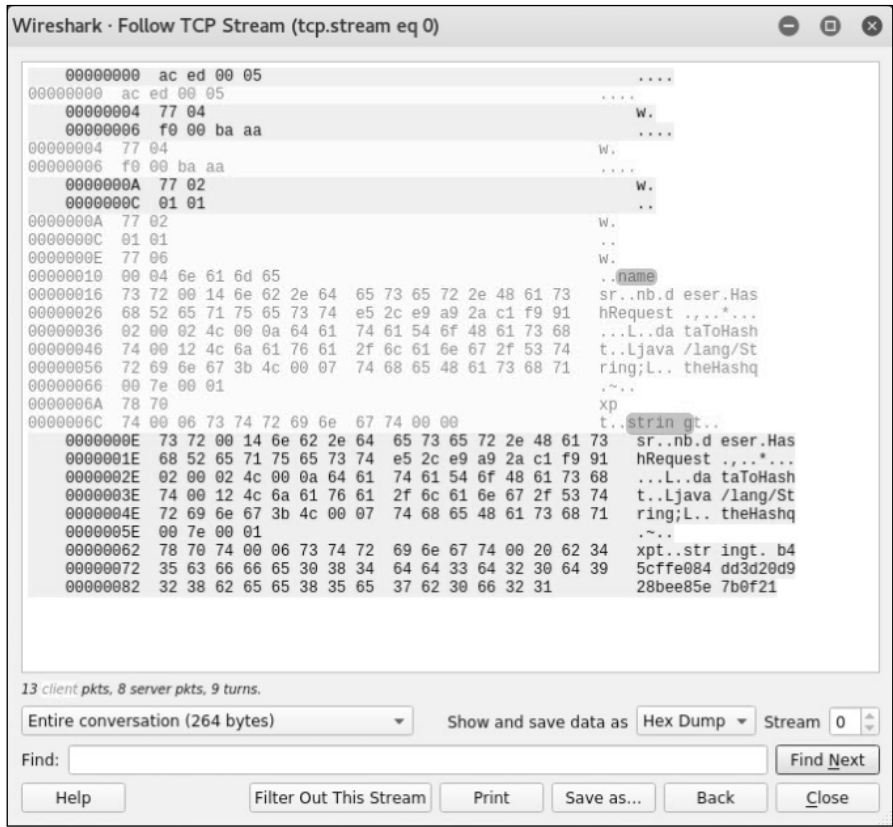 Wireshark · Follow TCP Stream (tcp.stream eq 0)
00000000 ac ed 00 05 ....
00000000 ac ed 00 05 ....
00000004 77 04 w.
00000006 f0 00 ba aa ....
00000004 77 04 w.
00000006 f0 00 ba aa ....
0000000A 77 02 w.
0000000C 01 01 ..
0000000A 77 02 w.
0000000C 01 01 ..
0000000E 77 06 w.
00000010 00 04 6e 61 6d 65 ..name
00000016 73 72 00 14 6e 62 2e 64 65 73 65 72 2e 48 61 73 sr..nb.d eser.Has
00000026 68 52 65 71 75 65 73 74 e5 2c e9 a9 2a c1 f9 91 hRequest .,..*...
00000036 02 00 02 4c 00 0a 64 61 74 61 54 6f 48 61 73 68 ...L..da taToHash
00000046 74 00 12 4c 6a 61 76 61 2f 6c 61 6e 67 2f 53 74 t..Ljava /lang/St
00000056 72 69 6e 67 3b 4c 00 07 74 68 65 48 61 73 68 71 ring;L.. theHashq
00000066 00 7e 00 01 .~..
0000006A 78 70 xp
0000006C 74 00 06 73 74 72 69 6e 67 74 00 00 t..strin gt..
0000000E 73 72 00 14 6e 62 2e 64 65 73 65 72 2e 48 61 73 sr..nb.d eser.Has
0000001E 68 52 65 71 75 65 73 74 e5 2c e9 a9 2a c1 f9 91 hRequest .,..*...
0000002E 02 00 02 4c 00 0a 64 61 74 61 54 6f 48 61 73 68 ...L..da taToHash
0000003E 74 00 12 4c 6a 61 76 61 2f 6c 61 6e 67 2f 53 74 t..Ljava /lang/St
0000004E 72 69 6e 67 3b 4c 00 07 74 68 65 48 61 73 68 71 ring;L.. theHashq
0000005E 00 7e 00 01 .~..
00000062 78 70 74 00 06 73 74 72 69 6e 67 74 00 20 62 34 xpt..str ingt. b4
00000072 35 63 66 66 65 30 38 34 64 64 33 64 32 30 64 39 5cffe084 dd3d20d9
00000082 32 38 62 65 65 38 35 65 37 62 30 66 32 31 28bee85e 7b0f21
13 client pkts, 8 server pkts, 9 turns.
Entire conversation (264 bytes) Show and save data as Hex Dump Stream 0
Find: Find Next
Help Filter Out This Stream Print Save as... Back Close